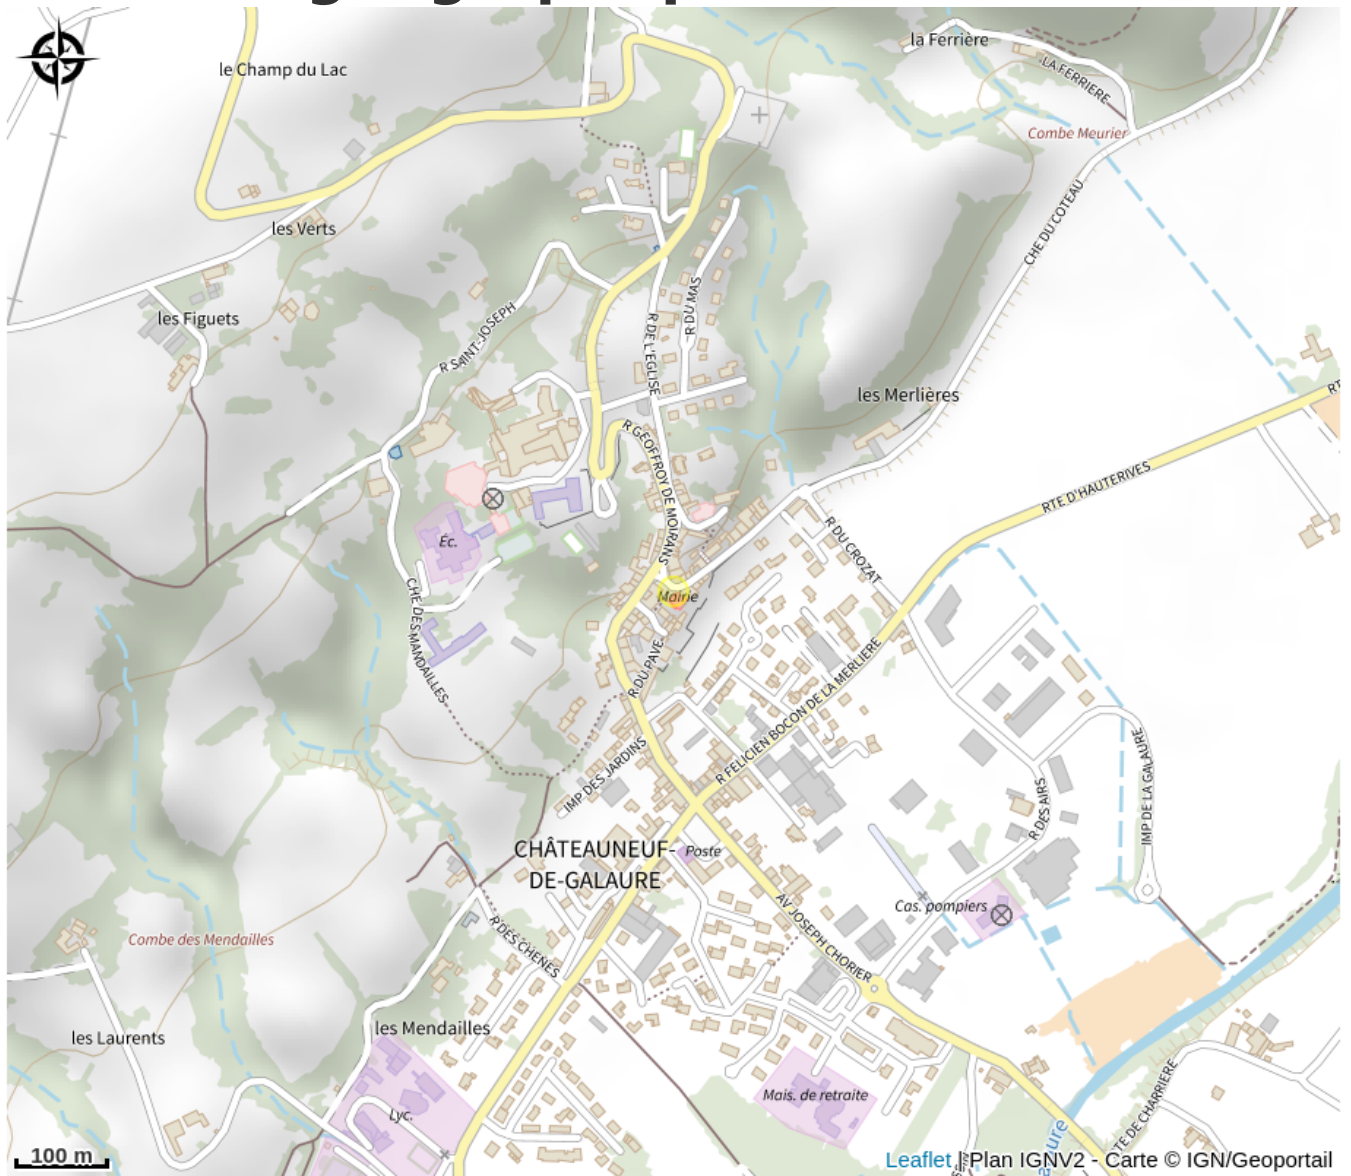 la Ferrière
le Champ du Lac
LA FERRIERE
Combe Meurier
CHE DU COTEAU
les Verts
les Figuets
R SAINT-JOSEPH
R DU MAS
R DE L'EGLISE
les Merlières
R GEOFFROY DE MOIRANS
RTE D'HAUTERIVES
R DU CROZAT
Éc.
Mairie
CHE DES MANDAILLES
R DU PAVE
R FELICIEN BOCON DE LA MERLIERE
IMP DES JARDINS
IMP DE LA GALAURE
R DES AIRS
CHÂTEAUNEUF-
DE-GALAURE
Poste
AV JOSEPH CHORIER
Cas. pompiers
R DES CHENES
Combe des Mendailles
les Mendailles
les Laurents
Lyc.
Mais. de retraite
100 m
Leaflet | Plan IGNV2 - Carte © IGN/Geoportail